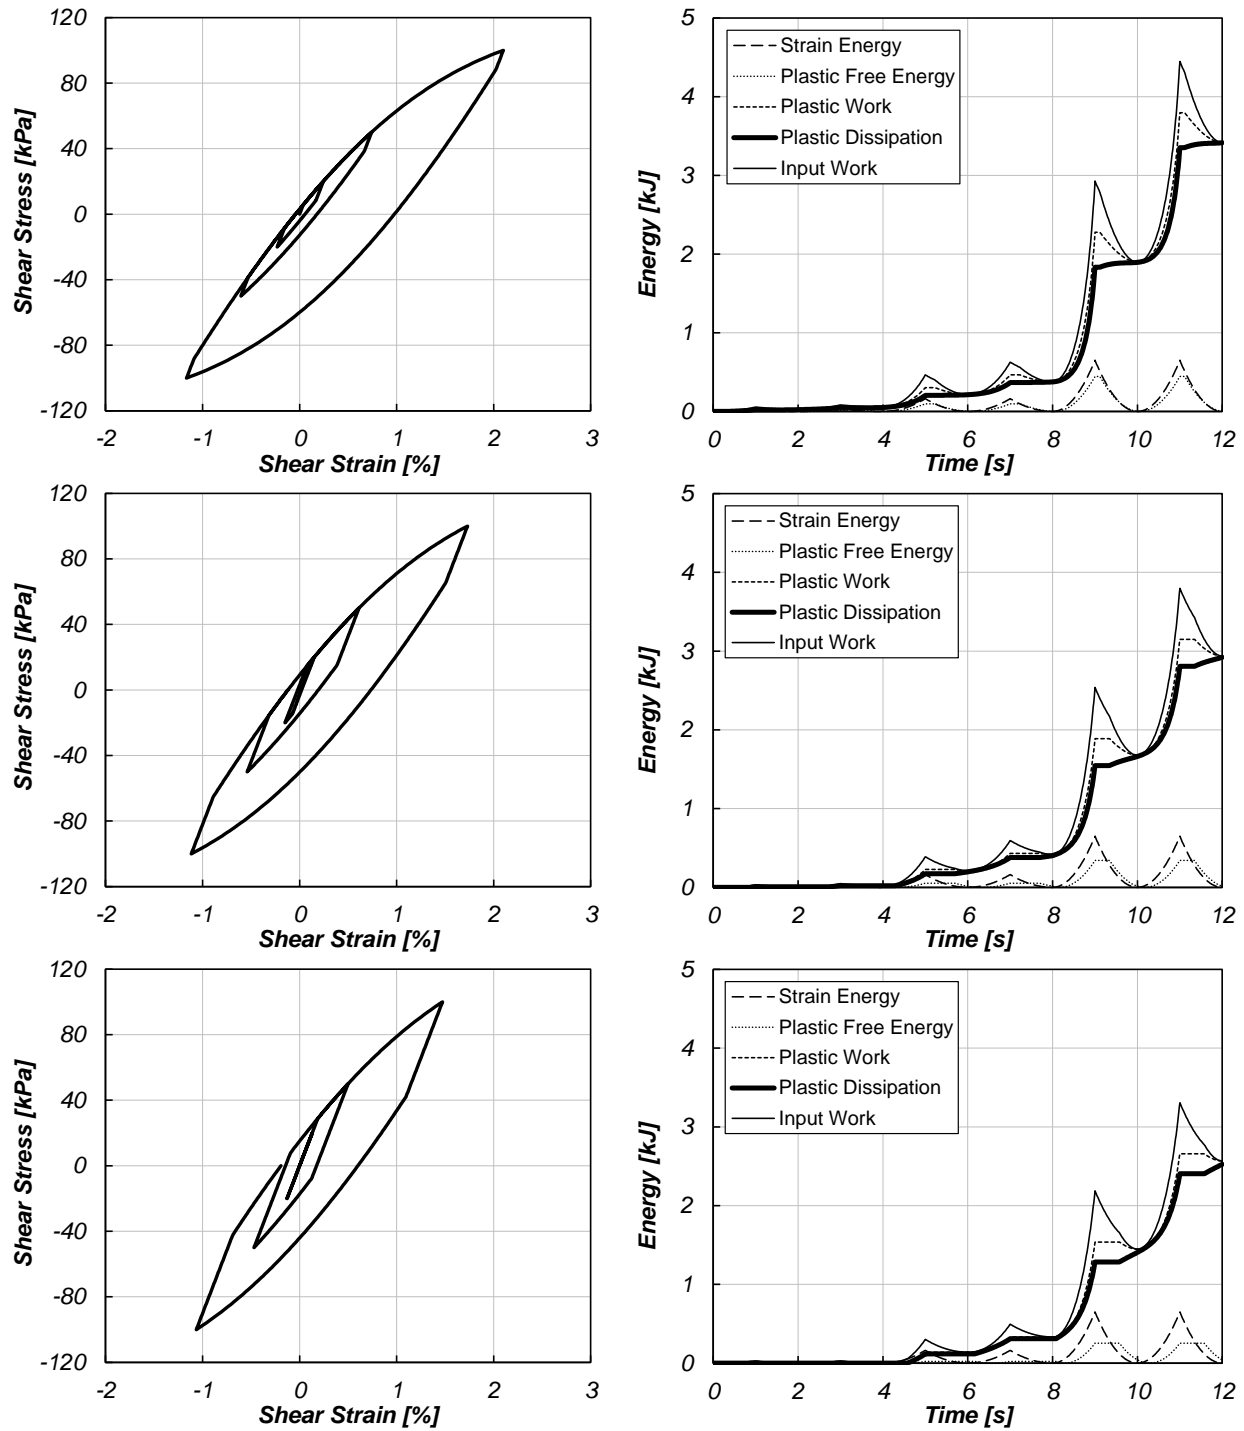 120
80
40
0
-40
-80
-120
Shear Stress [kPa]
-2
-1
0
1
2
3
Shear Strain [%]
5
4
3
2
1
0
Energy [kJ]
Strain Energy
Plastic Free Energy
Plastic Work
Plastic Dissipation
Input Work
0
2
4
6
8
10
12
Time [s]
120
80
40
0
-40
-80
-120
Shear Stress [kPa]
-2
-1
0
1
2
3
Shear Strain [%]
5
4
3
2
1
0
Energy [kJ]
Strain Energy
Plastic Free Energy
Plastic Work
Plastic Dissipation
Input Work
0
2
4
6
8
10
12
Time [s]
120
80
40
0
-40
-80
-120
Shear Stress [kPa]
-2
-1
0
1
2
3
Shear Strain [%]
5
4
3
2
1
0
Energy [kJ]
Strain Energy
Plastic Free Energy
Plastic Work
Plastic Dissipation
Input Work
0
2
4
6
8
10
12
Time [s]